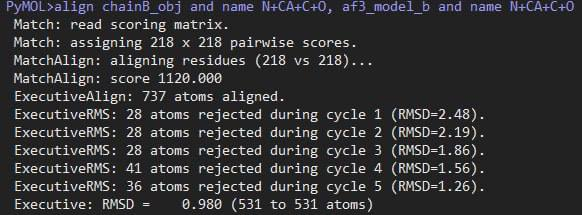 PyMOL>align chainB_obj and name N+CA+C+O, af3_model_b and name N+CA+C+O
Match: read scoring matrix.
Match: assigning 218 x 218 pairwise scores.
MatchAlign: aligning residues (218 vs 218)...
MatchAlign: score 1120.000
ExecutiveAlign: 737 atoms aligned.
ExecutiveRMS: 28 atoms rejected during cycle 1 (RMSD=2.48).
ExecutiveRMS: 28 atoms rejected during cycle 2 (RMSD=2.19).
ExecutiveRMS: 28 atoms rejected during cycle 3 (RMSD=1.86).
ExecutiveRMS: 41 atoms rejected during cycle 4 (RMSD=1.56).
ExecutiveRMS: 36 atoms rejected during cycle 5 (RMSD=1.26).
Executive: RMSD =    0.980 (531 to 531 atoms)